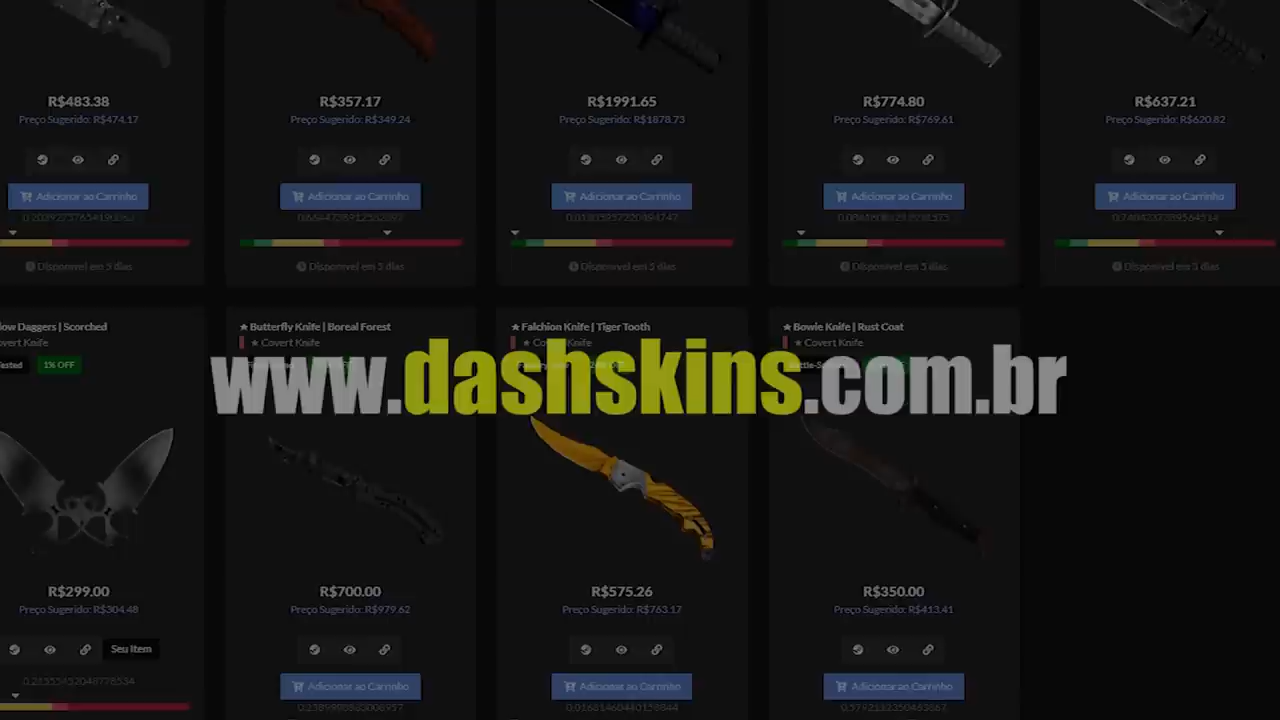 R$483.38 R$357.17 R$1991.65 R$774.80 R$637.21
Preço Sugerido: R$474.17 Preço Sugerido: R$349.24 Preço Sugerido: R$1878.73 Preço Sugerido: R$769.61 Preço Sugerido: R$620.82
Adicionar ao Carrinho Adicionar ao Carrinho Adicionar ao Carrinho Adicionar ao Carrinho Adicionar ao Carrinho
Disponível em 5 dias Disponível em 5 dias Disponível em 5 dias Disponível em 5 dias Disponível em 3 dias
Daggers | Scorched ★ Butterfly Knife | Boreal Forest ★ Falchion Knife | Tiger Tooth ★ Bowie Knife | Rust Coat
Covert Knife ★ Covert Knife ★ Covert Knife ★ Covert Knife
1% OFF
www.dashskins.com.br
R$299.00 R$700.00 R$575.26 R$350.00
Preço Sugerido: R$304.48 Preço Sugerido: R$979.62 Preço Sugerido: R$763.17 Preço Sugerido: R$413.41
Seu Item
Adicionar ao Carrinho Adicionar ao Carrinho Adicionar ao Carrinho